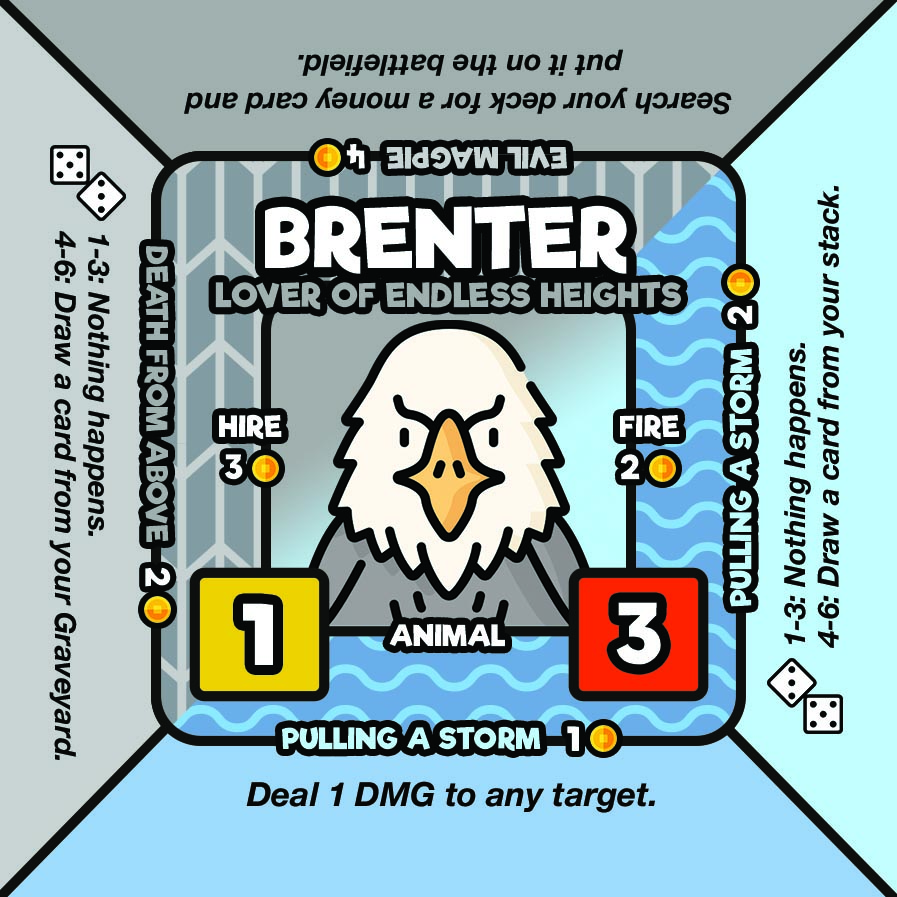 Search your deck for a money card and
put it on the battlefield.
EVIL MAGPIE 4
BRENTER
LOVER OF ENDLESS HEIGHTS
HIRE
3
FIRE
2
1
ANIMAL
3
PULLING A STORM 1
Deal 1 DMG to any target.
DEATH FROM ABOVE 2
1-3: Nothing happens.
4-6: Draw a card from your Graveyard.
PULLING A STORM 2
1-3: Nothing happens.
4-6: Draw a card from your stack.